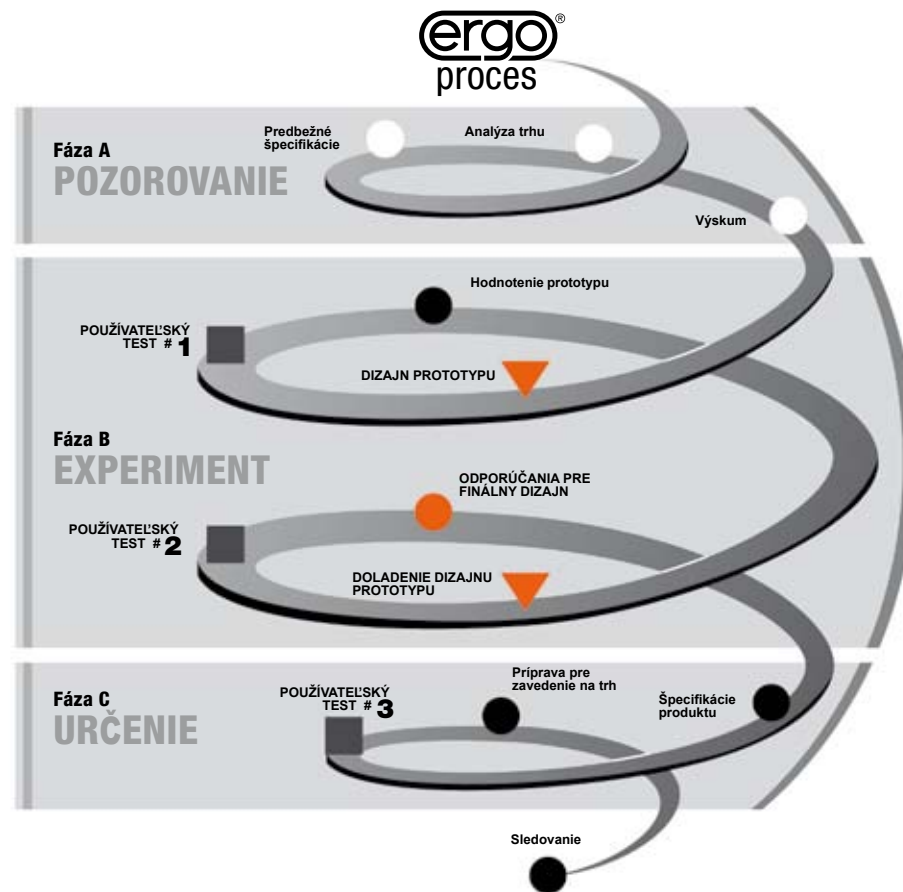 ergo®
proces
Fáza A
POZOROVANIE
Predbežné
špecifikácie
Analýza trhu
Výskum
Hodnotenie prototypu
POUŽÍVATEĽSKÝ
TEST # 1
DIZAJN PROTOTYPU
Fáza B
EXPERIMENT
ODPORÚČANIA PRE
FINÁLNY DIZAJN
POUŽÍVATEĽSKÝ
TEST # 2
DOLADENIE DIZAJNU
PROTOTYPU
Fáza C
URČENIE
POUŽÍVATEĽSKÝ
TEST # 3
Príprava pre
zavedenie na trh
Špecifikácie
produktu
Sledovanie